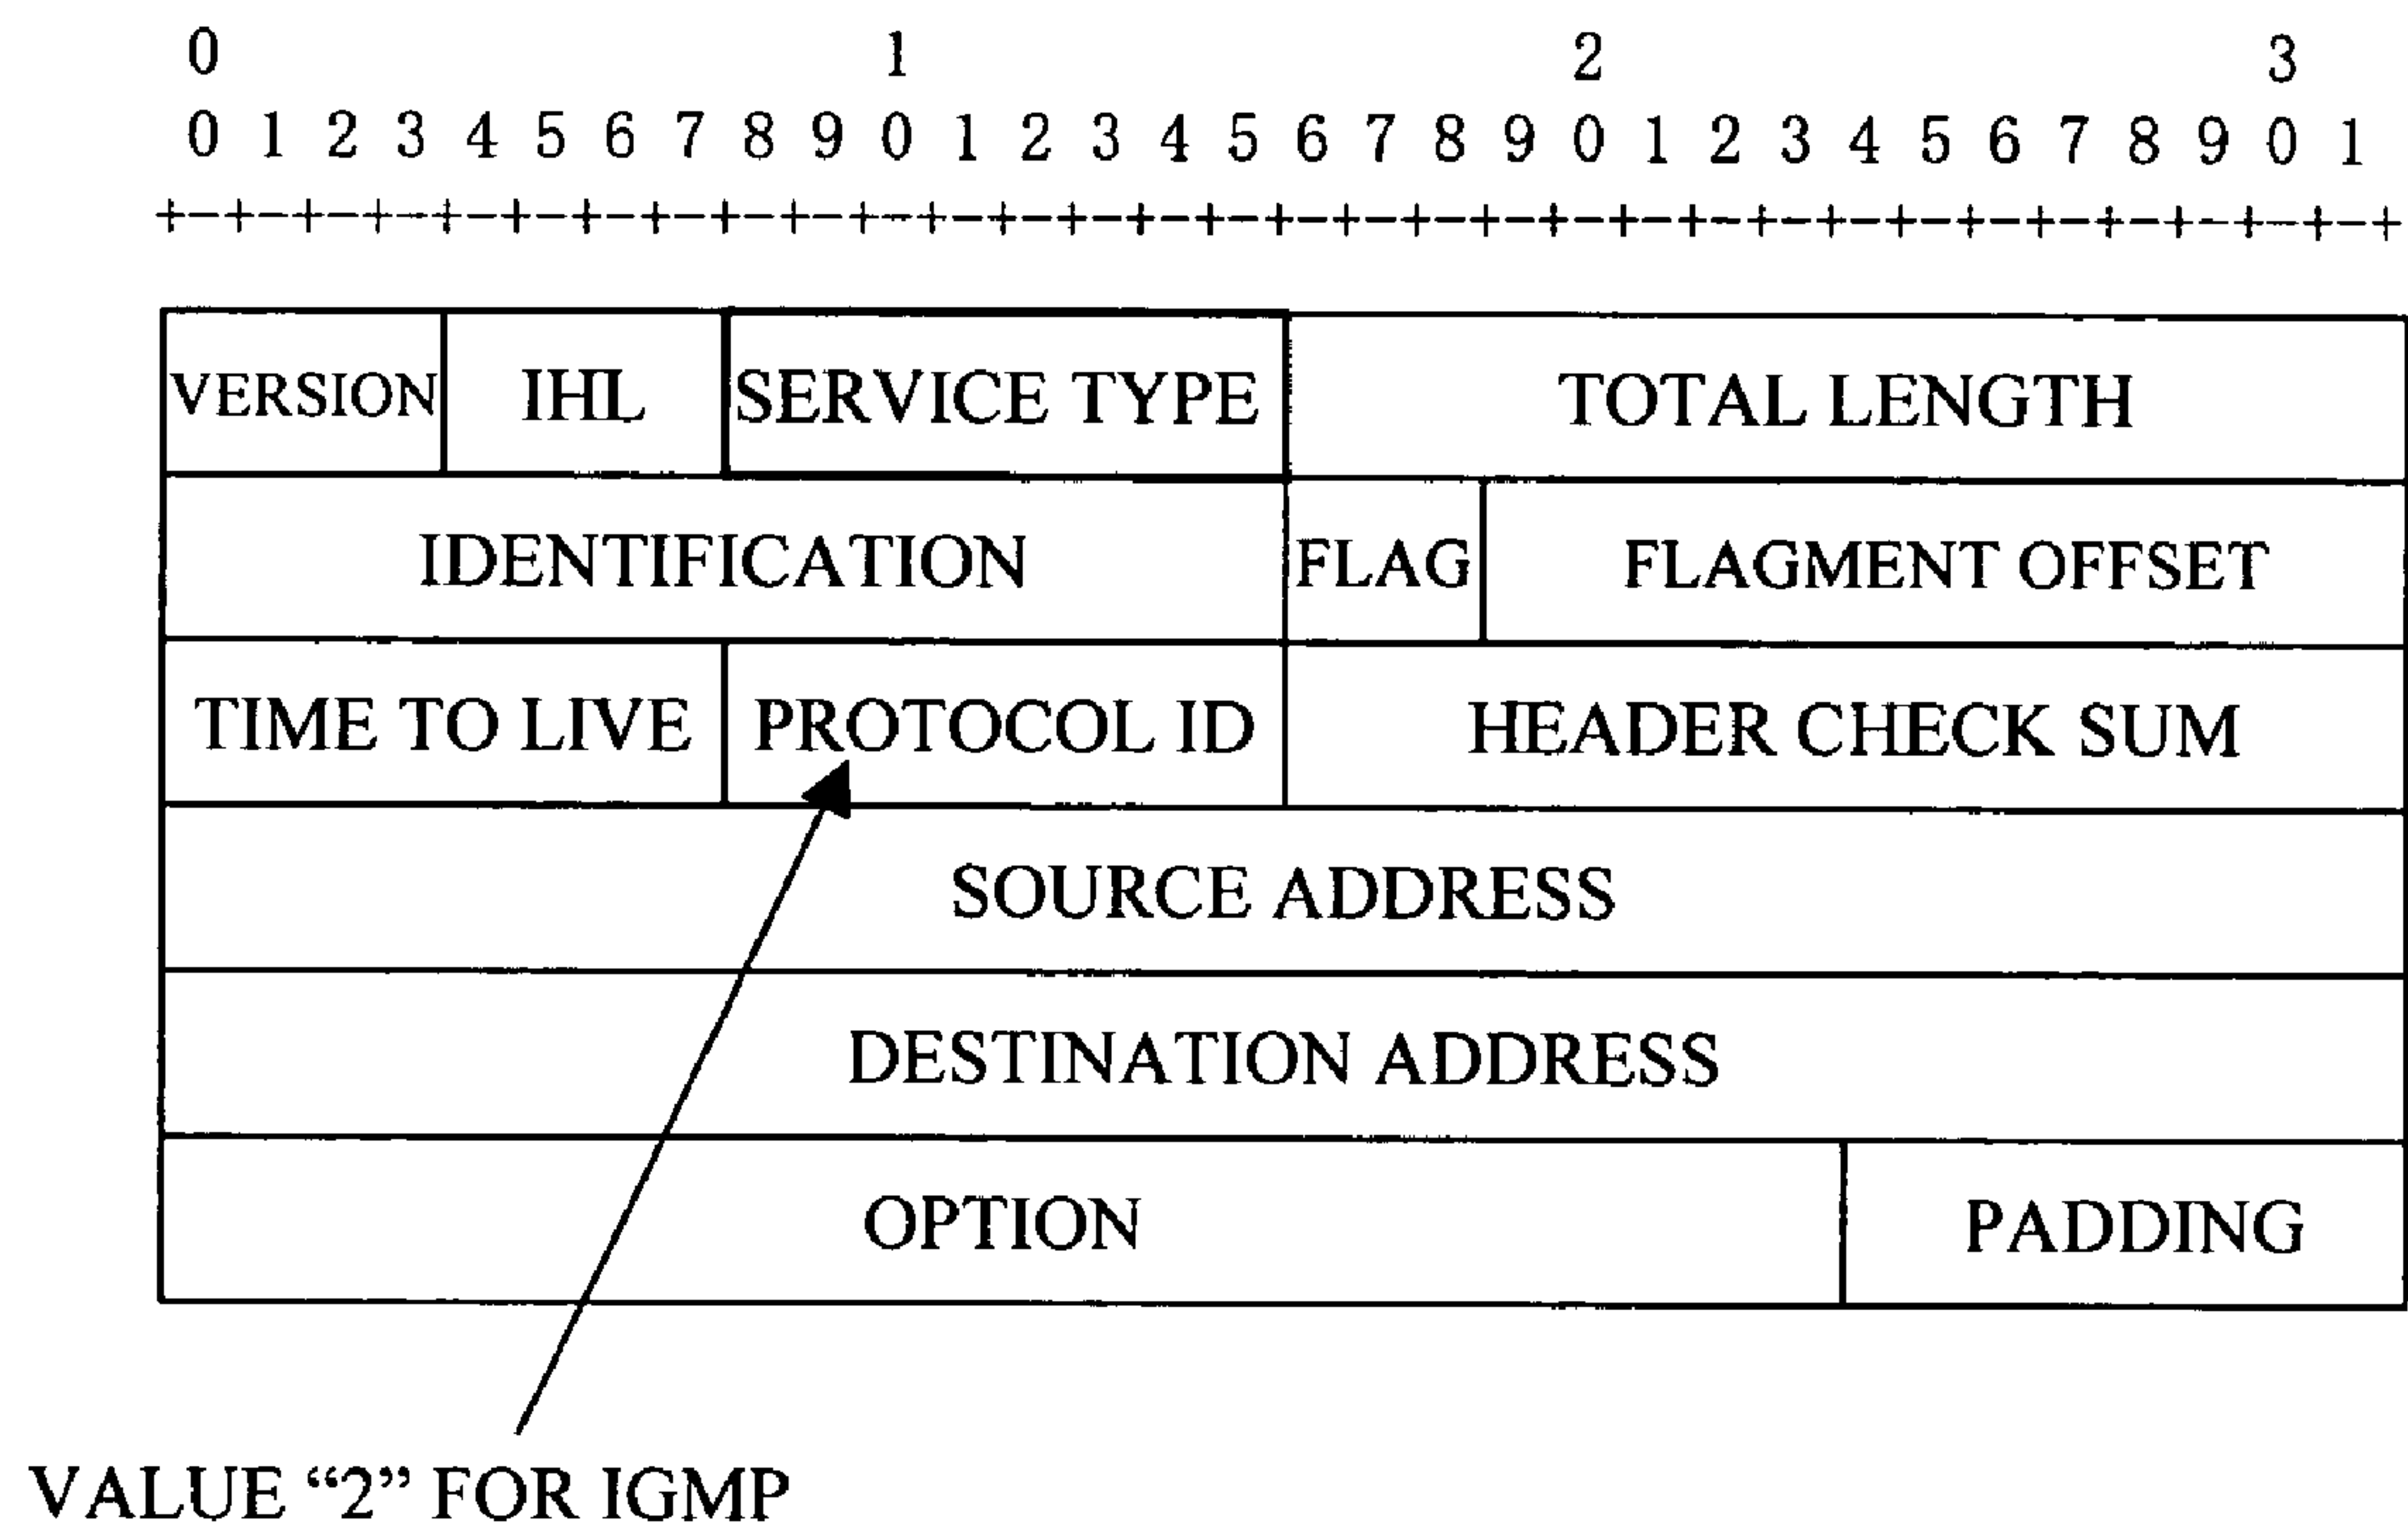 0 1 2 3
0 1 2 3 4 5 6 7 8 9 0 1 2 3 4 5 6 7 8 9 0 1 2 3 4 5 6 7 8 9 0 1
+-+-+-+-+-+-+-+-+-+-+-+-+-+-+-+-+-+-+-+-+-+-+-+-+-+-+-+-+-+-+-+-+
VERSION IHL SERVICE TYPE TOTAL LENGTH
IDENTIFICATION FLAG FLAGMENT OFFSET
TIME TO LIVE PROTOCOL ID HEADER CHECK SUM
SOURCE ADDRESS
DESTINATION ADDRESS
OPTION PADDING
VALUE “2” FOR IGMP